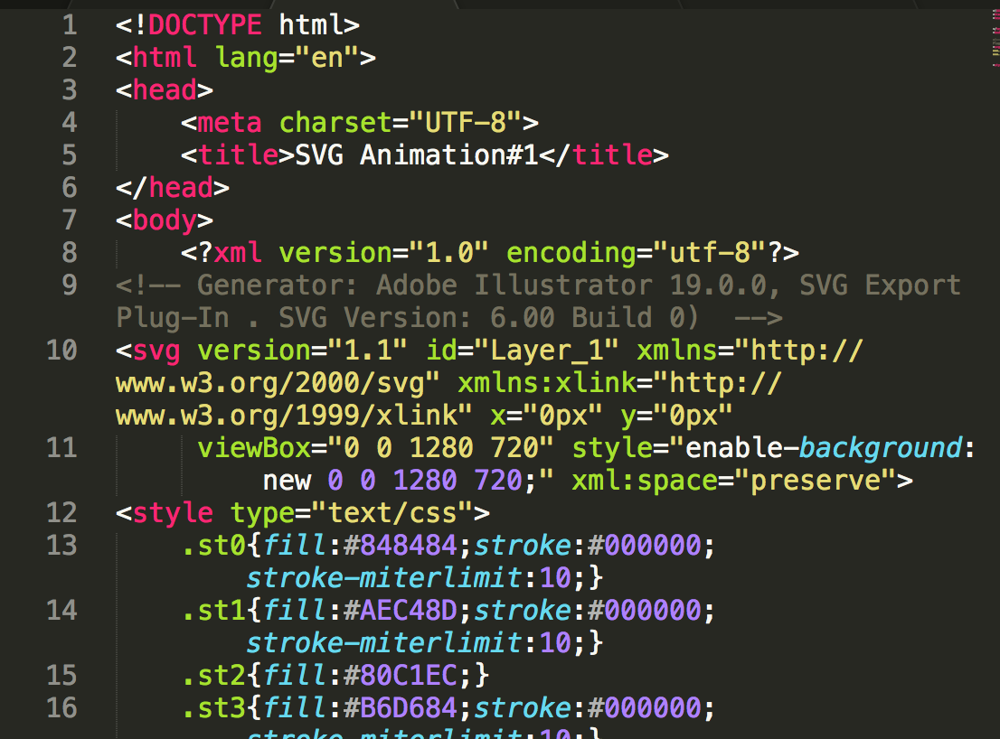 1 <!DOCTYPE html>
2 <html lang="en">
3 <head>
4 <meta charset="UTF-8">
5 <title>SVG Animation#1</title>
6 </head>
7 <body>
8 <?xml version="1.0" encoding="utf-8"?>
9 <!-- Generator: Adobe Illustrator 19.0.0, SVG Export
Plug-In . SVG Version: 6.00 Build 0)  -->
10 <svg version="1.1" id="Layer_1" xmlns="http://
www.w3.org/2000/svg" xmlns:xlink="http://
www.w3.org/1999/xlink" x="0px" y="0px"
11 viewBox="0 0 1280 720" style="enable-background:
new 0 0 1280 720;" xml:space="preserve">
12 <style type="text/css">
13 .st0{fill:#848484;stroke:#000000;
stroke-miterlimit:10;}
14 .st1{fill:#AEC48D;stroke:#000000;
stroke-miterlimit:10;}
15 .st2{fill:#80C1EC;}
16 .st3{fill:#B6D684;stroke:#000000;
stroke-miterlimit:10;}